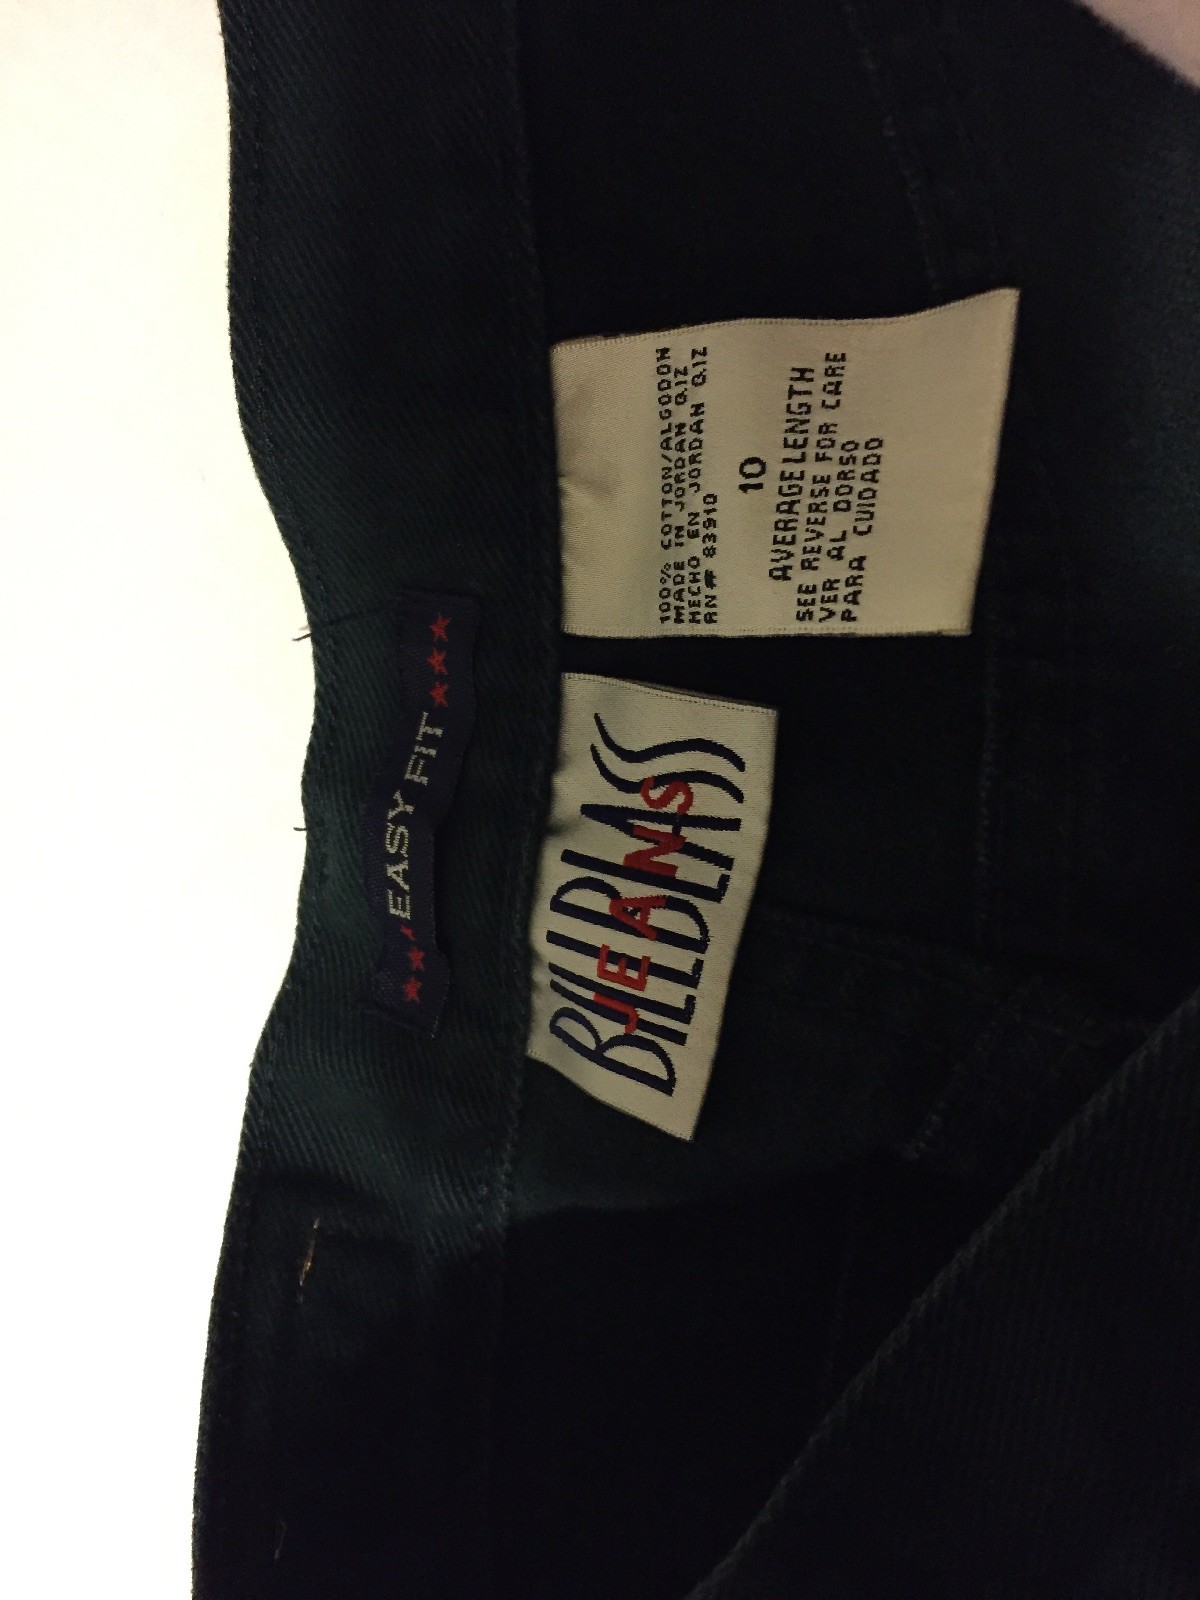 ★★★ EASY FIT ★★★
BILL BLASS
JEANS
100% COTTON/ALGODON
MADE IN JORDAN Q.I.Z
HECHO EN JORDAN Q.I.Z
RN# 83910
10
AVERAGE LENGTH
SEE REVERSE FOR CARE
VER AL DORSO
PARA CUIDADO